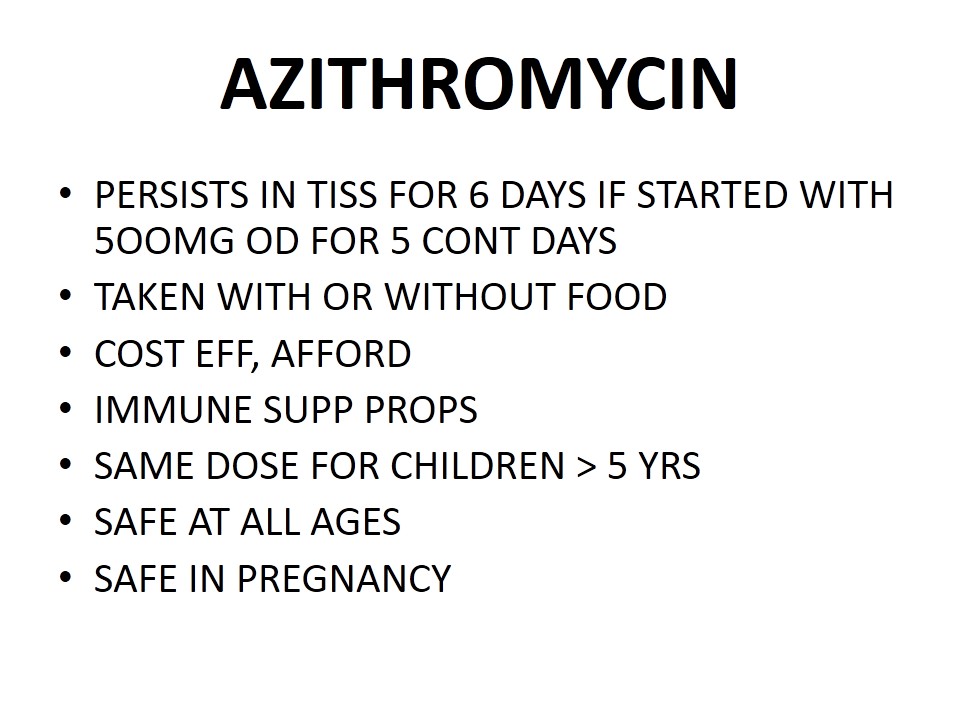 AZITHROMYCIN
• PERSISTS IN TISS FOR 6 DAYS IF STARTED WITH
5OOMG OD FOR 5 CONT DAYS
• TAKEN WITH OR WITHOUT FOOD
• COST EFF, AFFORD
• IMMUNE SUPP PROPS
• SAME DOSE FOR CHILDREN > 5 YRS
• SAFE AT ALL AGES
• SAFE IN PREGNANCY